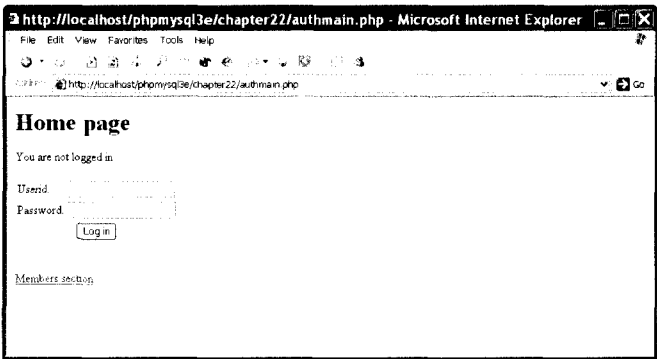 http://localhost/phpmysql3e/chapter22/authmain.php - Microsoft Internet Explorer
File Edit View Favorites Tools Help
http://localhost/phpmysql3e/chapter22/authmain.php Go
Home page
You are not logged in
Userid.
Password.
Log in
Members section